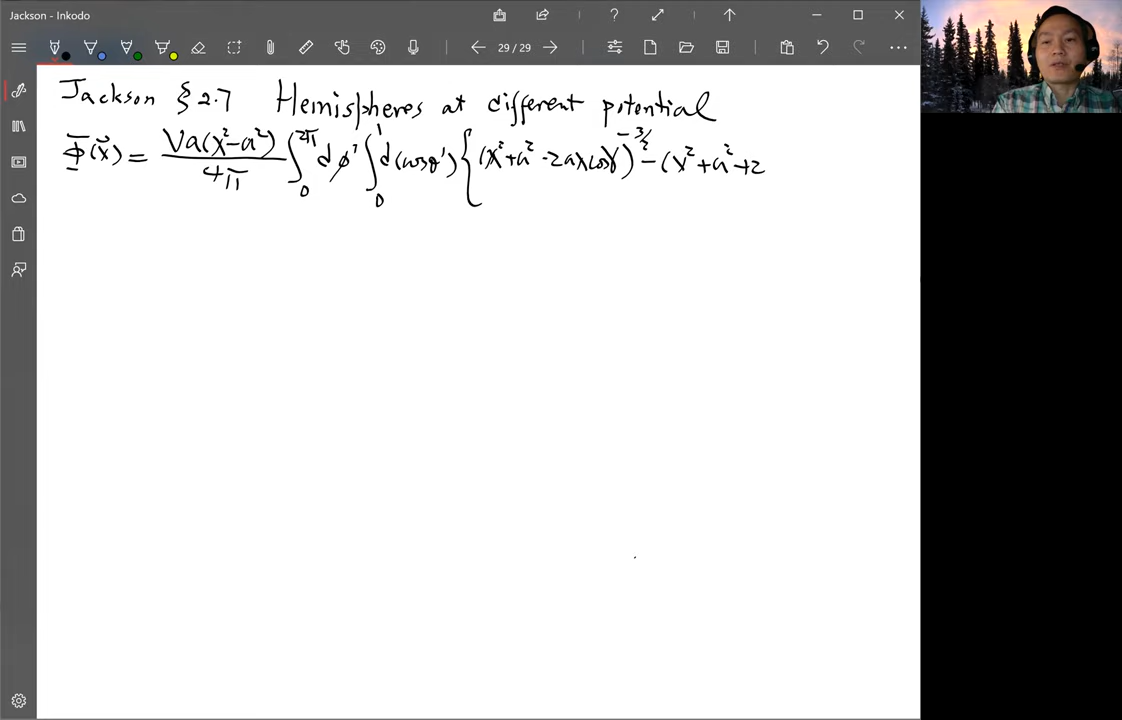 Jackson - Inkodo
29 / 29
Jackson § 2.7 Hemispheres at different potential
Φ(x⃗) = Va(x²-a²)/4π ∫₀^2π dφ' ∫₀^1 d(cosθ') { (x²+a²-2ax cosγ)^-3/2 - (x²+a²+2